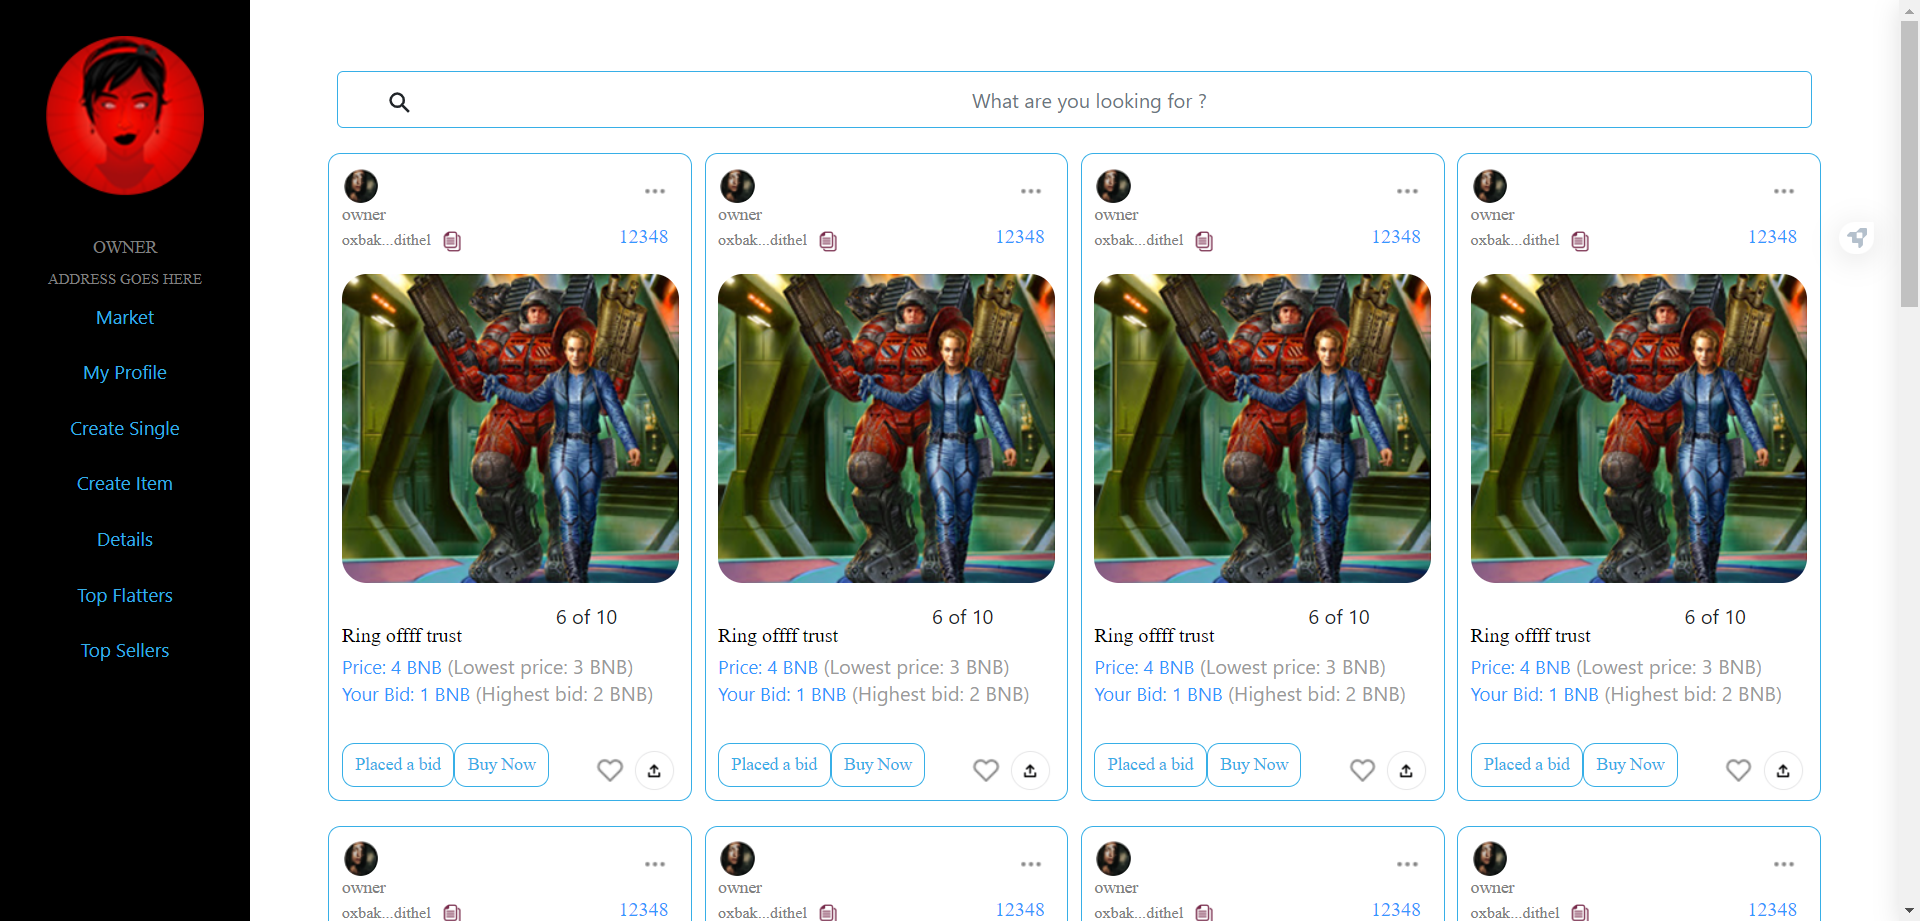 OWNER
ADDRESS GOES HERE
Market
My Profile
Create Single
Create Item
Details
Top Flatters
Top Sellers
What are you looking for ?
owner
oxbak...dithel
12348
6 of 10
Ring offff trust
Price: 4 BNB (Lowest price: 3 BNB)
Your Bid: 1 BNB (Highest bid: 2 BNB)
Placed a bid Buy Now
owner
oxbak...dithel
12348
6 of 10
Ring offff trust
Price: 4 BNB (Lowest price: 3 BNB)
Your Bid: 1 BNB (Highest bid: 2 BNB)
Placed a bid Buy Now
owner
oxbak...dithel
12348
6 of 10
Ring offff trust
Price: 4 BNB (Lowest price: 3 BNB)
Your Bid: 1 BNB (Highest bid: 2 BNB)
Placed a bid Buy Now
owner
oxbak...dithel
12348
6 of 10
Ring offff trust
Price: 4 BNB (Lowest price: 3 BNB)
Your Bid: 1 BNB (Highest bid: 2 BNB)
Placed a bid Buy Now
owner
oxbak...dithel
12348
owner
oxbak...dithel
12348
owner
oxbak...dithel
12348
owner
oxbak...dithel
12348